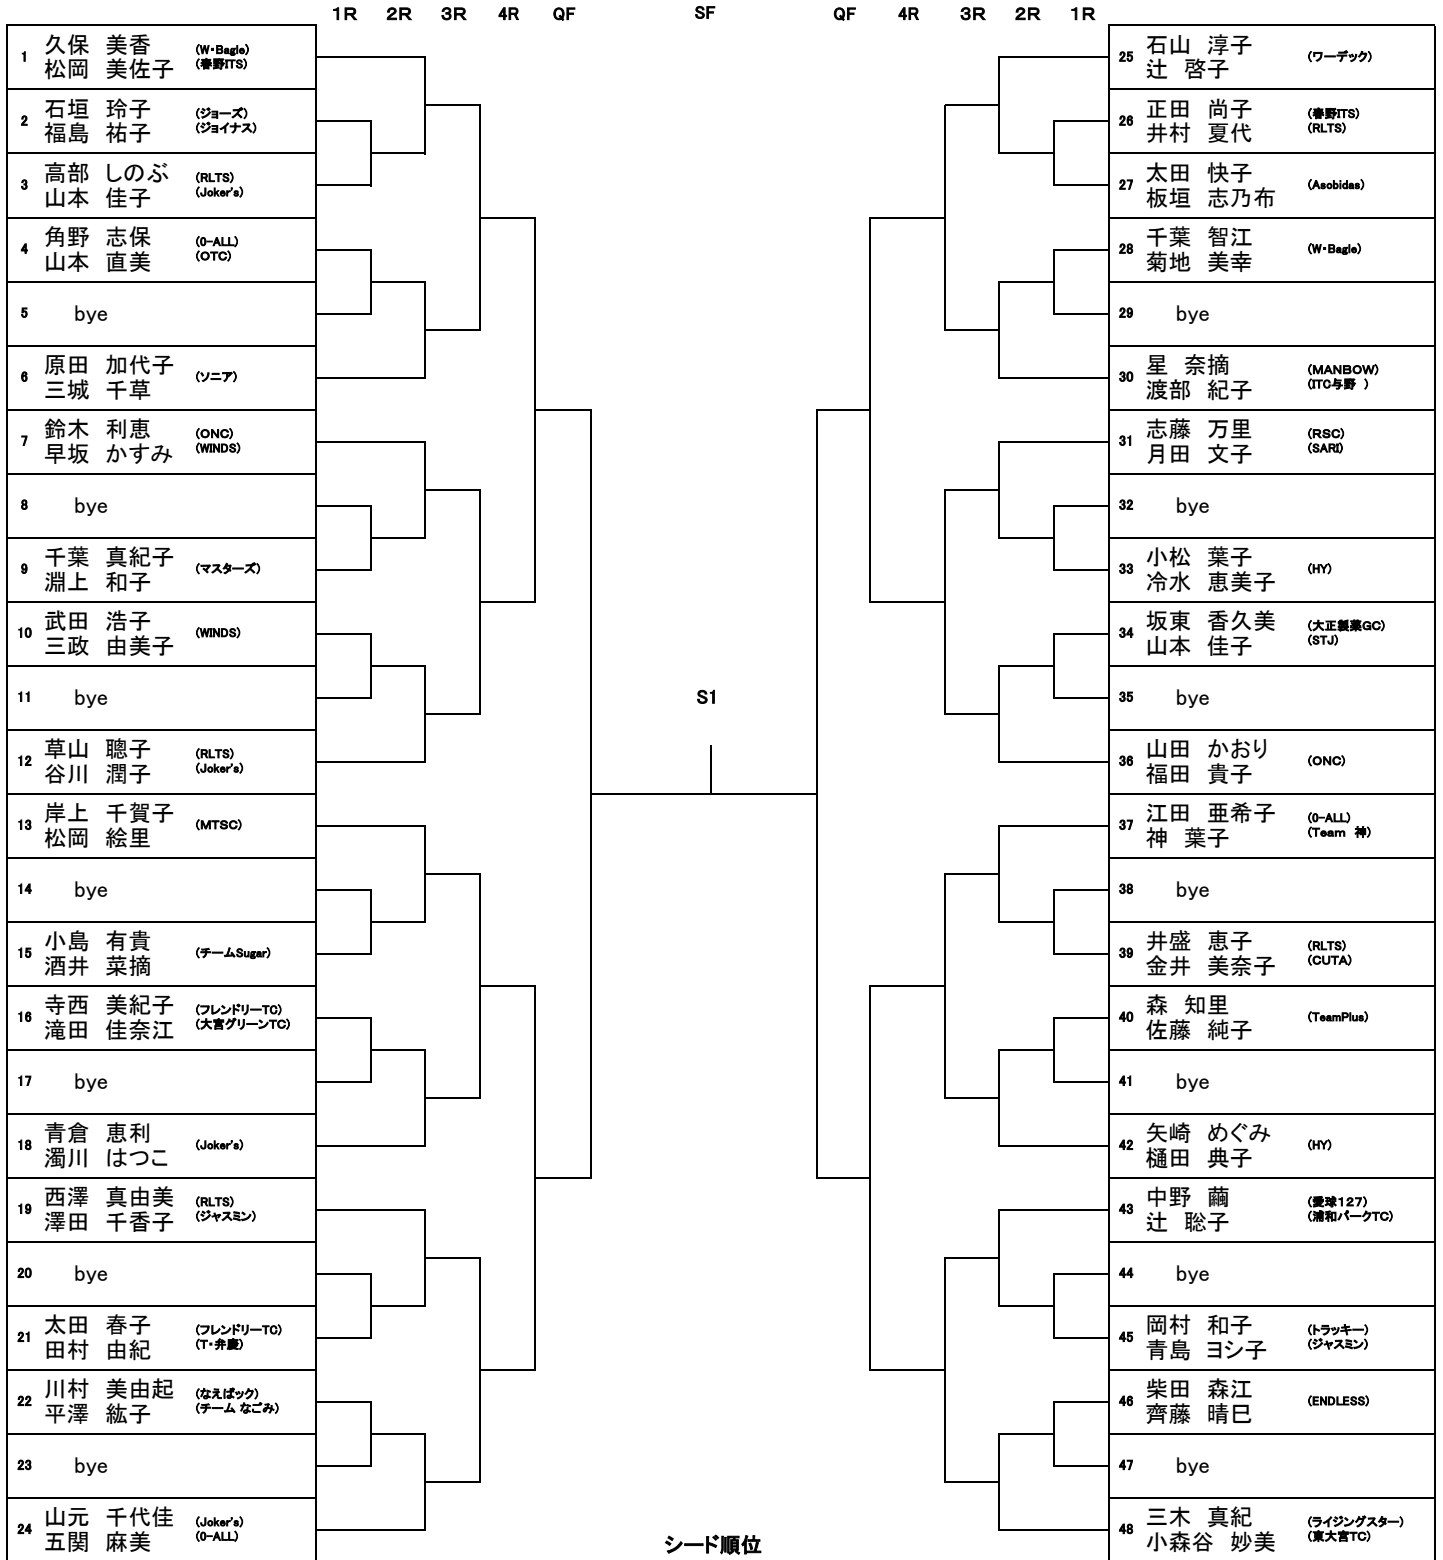 1R 2R 3R 4R QF SF QF 4R 3R 2R 1R
1 久保 美香 (W・Bagle)
松岡 美佐子 (春野ITS)
2 石垣 玲子 (ジョーズ)
福島 祐子 (ジョイナス)
3 高部 しのぶ (RLTS)
山本 佳子 (Joker's)
4 角野 志保 (0-ALL)
山本 直美 (OTC)
5 bye
6 原田 加代子 (ソニア)
三城 千草
7 鈴木 利恵 (ONC)
早坂 かすみ (WINDS)
8 bye
9 千葉 真紀子 (マスターズ)
淵上 和子
10 武田 浩子 (WINDS)
三政 由美子
11 bye
12 草山 聰子 (RLTS)
谷川 潤子 (Joker's)
13 岸上 千賀子 (MTSC)
松岡 絵里
14 bye
15 小島 有貴 (チームSugar)
酒井 菜摘
16 寺西 美紀子 (フレンドリーTC)
滝田 佳奈江 (大宮グリーンTC)
17 bye
18 青倉 恵利 (Joker's)
濁川 はつこ
19 西澤 真由美 (RLTS)
澤田 千香子 (ジャスミン)
20 bye
21 太田 春子 (フレンドリーTC)
田村 由紀 (T・弁慶)
22 川村 美由起 (なえばック)
平澤 紘子 (チーム なごみ)
23 bye
24 山元 千代佳 (Joker's)
五関 麻美 (0-ALL)
S1
シード順位
25 石山 淳子 (ワーデック)
辻 啓子
26 正田 尚子 (春野ITS)
井村 夏代 (RLTS)
27 太田 快子 (Asobidas)
板垣 志乃布
28 千葉 智江 (W・Bagle)
菊地 美幸
29 bye
30 星 奈摘 (MANBOW)
渡部 紀子 (ITC与野 )
31 志藤 万里 (RSC)
月田 文子 (SARI)
32 bye
33 小松 葉子 (HY)
冷水 恵美子
34 坂東 香久美 (大正製薬GC)
山本 佳子 (STJ)
35 bye
36 山田 かおり (ONC)
福田 貴子
37 江田 亜希子 (0-ALL)
神 葉子 (Team 神)
38 bye
39 井盛 恵子 (RLTS)
金井 美奈子 (CUTA)
40 森 知里 (TeamPlus)
佐藤 純子
41 bye
42 矢崎 めぐみ (HY)
樋田 典子
43 中野 繭 (愛球127)
辻 聡子 (浦和パークTC)
44 bye
45 岡村 和子 (トラッキー)
青島 ヨシ子 (ジャスミン)
46 柴田 森江 (ENDLESS)
齊藤 晴巳
47 bye
48 三木 真紀 (ライジングスター)
小森谷 妙美 (東大宮TC)